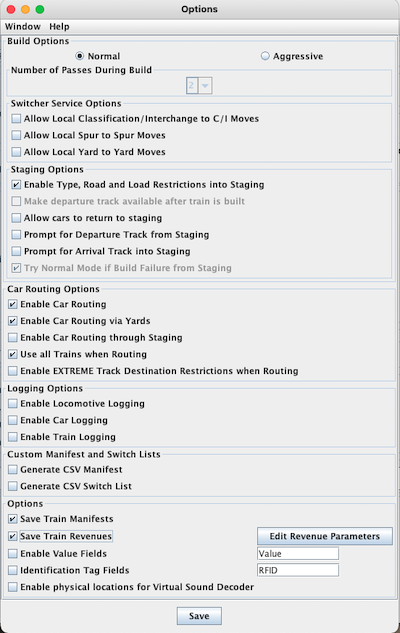 Options
Window Help
Build Options
Normal Aggressive
Number of Passes During Build
2
Switcher Service Options
Allow Local Classification/Interchange to C/I Moves
Allow Local Spur to Spur Moves
Allow Local Yard to Yard Moves
Staging Options
Enable Type, Road and Load Restrictions into Staging
Make departure track available after train is built
Allow cars to return to staging
Prompt for Departure Track from Staging
Prompt for Arrival Track into Staging
Try Normal Mode if Build Failure from Staging
Car Routing Options
Enable Car Routing
Enable Car Routing via Yards
Enable Car Routing through Staging
Use all Trains when Routing
Enable EXTREME Track Destination Restrictions when Routing
Logging Options
Enable Locomotive Logging
Enable Car Logging
Enable Train Logging
Custom Manifest and Switch Lists
Generate CSV Manifest
Generate CSV Switch List
Options
Save Train Manifests
Save Train Revenues Edit Revenue Parameters
Enable Value Fields Value
Identification Tag Fields RFID
Enable physical locations for Virtual Sound Decoder
Save